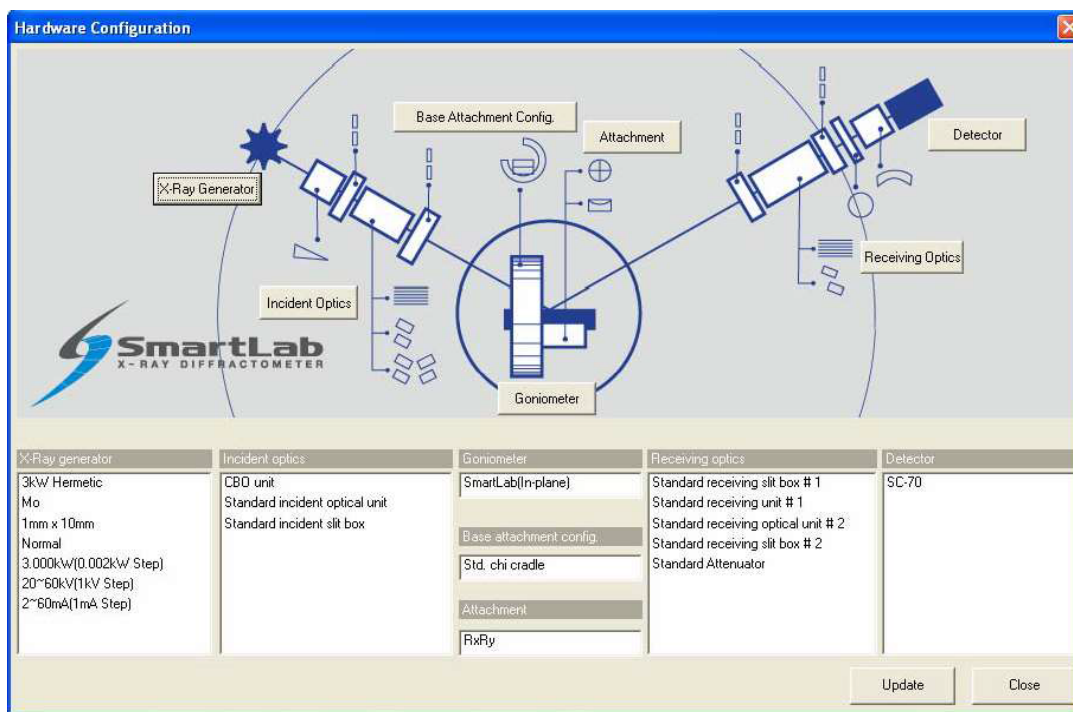 Hardware Configuration
Base Attachment Config.
Attachment
Detector
X-Ray Generator
Receiving Optics
Incident Optics
SmartLab
X-RAY DIFFRACTOMETER
Goniometer
X-Ray generator
3kW Hermetic
Mo
1mm x 10mm
Normal
3.000kW(0.002kW Step)
20~60kV(1kV Step)
2~60mA(1mA Step)
Incident optics
CBO unit
Standard incident optical unit
Standard incident slit box
Goniometer
SmartLab(In-plane)
Base attachment config.
Std. chi cradle
Attachment
RxRy
Receiving optics
Standard receiving slit box # 1
Standard receiving unit # 1
Standard receiving optical unit # 2
Standard receiving slit box # 2
Standard Attenuator
Detector
SC-70
Update
Close